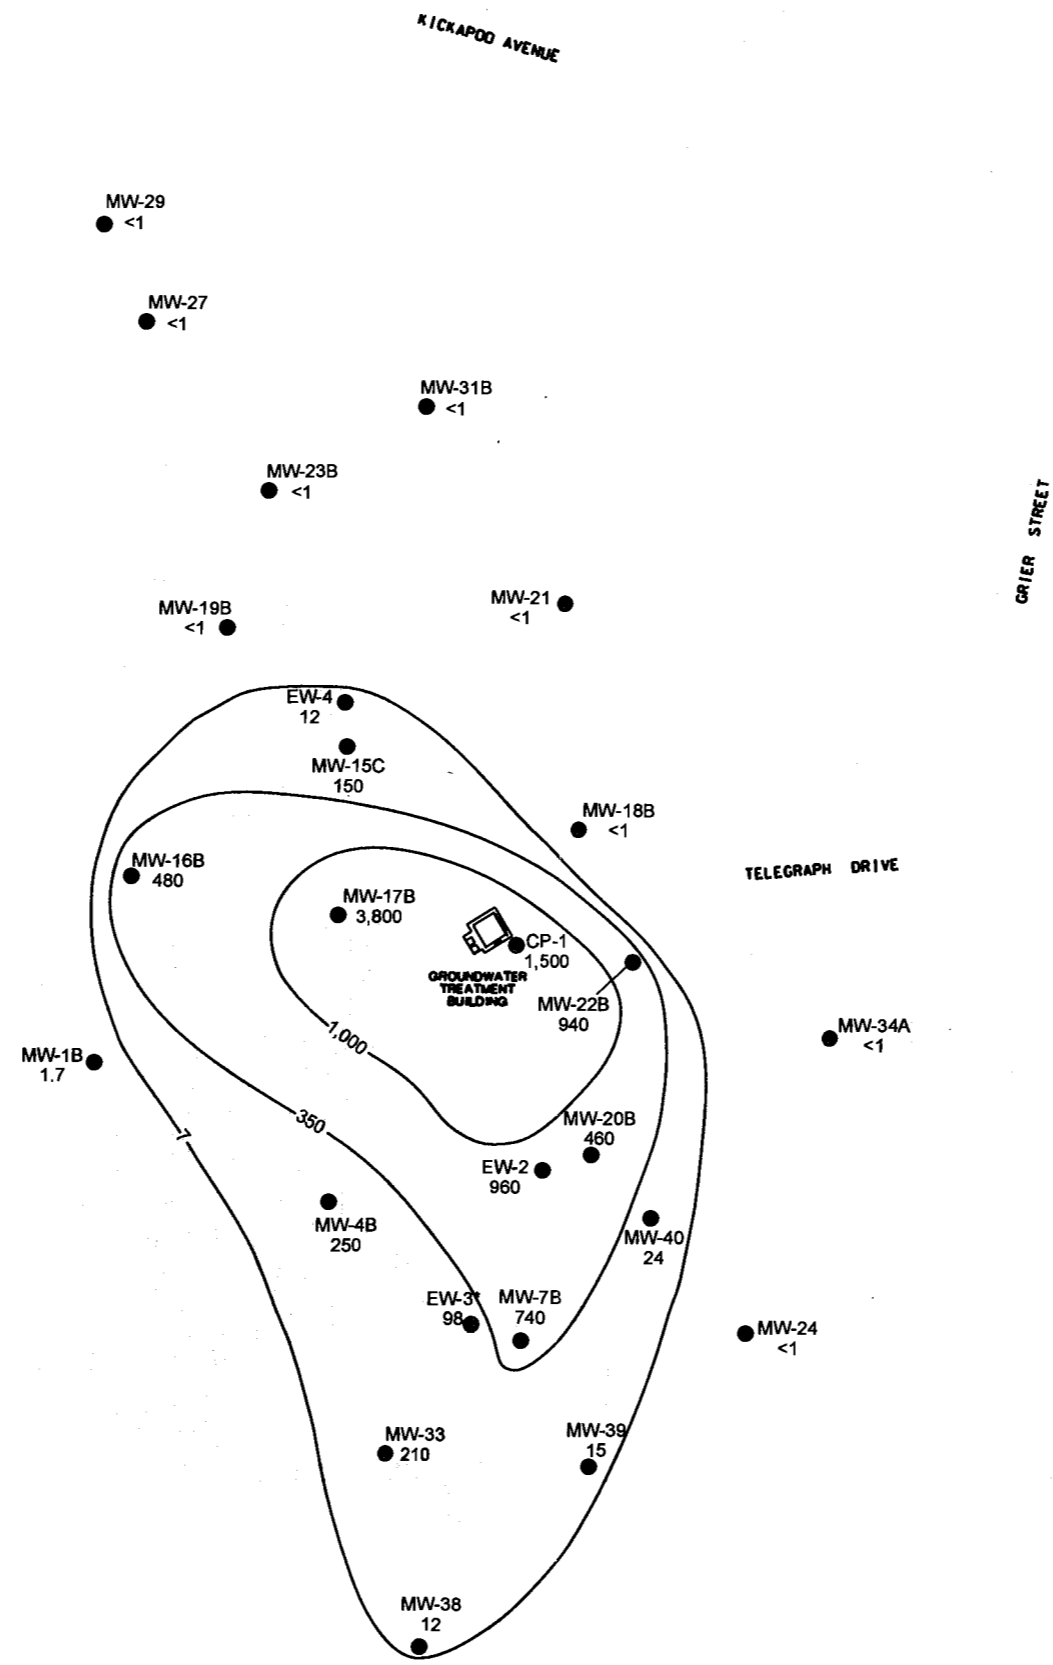 KICKAPOO AVENUE
MW-29
<1
MW-27
<1
MW-31B
<1
MW-23B
<1
GRIER STREET
MW-21
<1
MW-19B
<1
EW-4
12
MW-15C
150
MW-18B
<1
MW-16B
480
TELEGRAPH DRIVE
MW-17B
3,800
CP-1
1,500
GROUNDWATER
TREATMENT
BUILDING
MW-22B
940
MW-34A
<1
1,000
MW-1B
1.7
350
7
MW-20B
460
EW-2
960
MW-4B
250
MW-40
24
EW-3*
98
MW-7B
740
MW-24
<1
MW-33
210
MW-39
15
MW-38
12